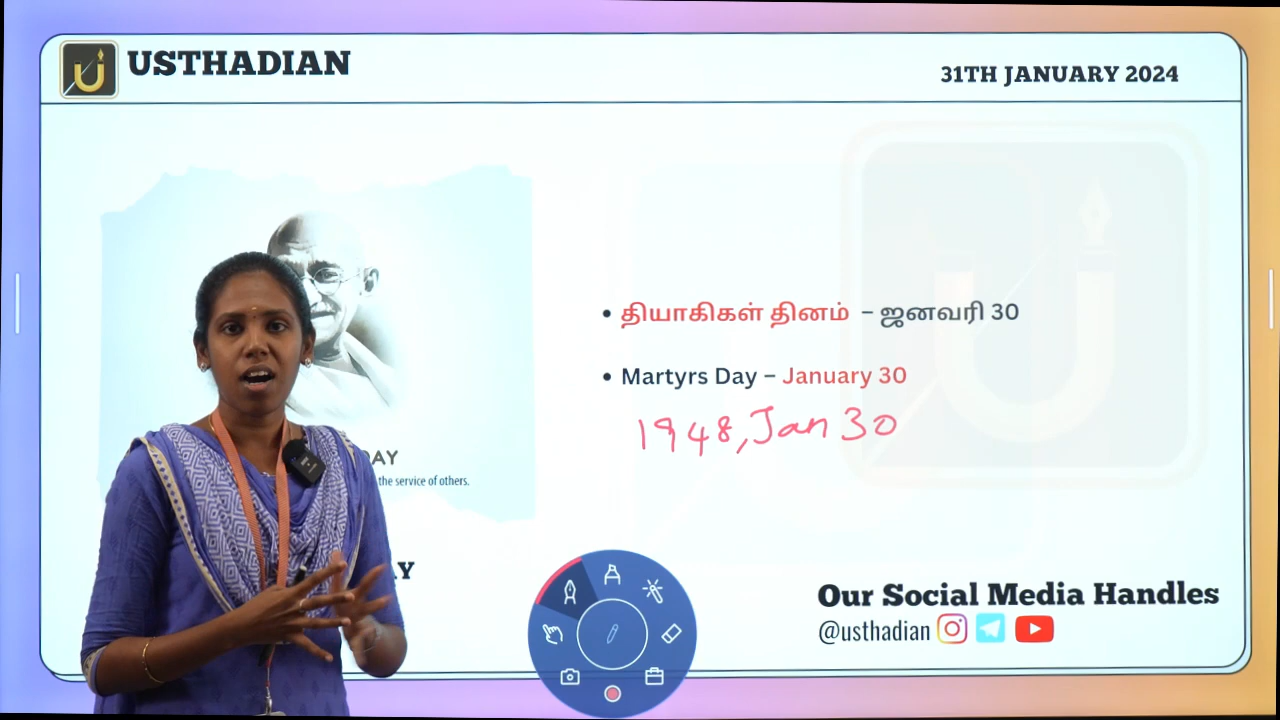 USTHADIAN
31TH JANUARY 2024
தியாகிகள் தினம் – ஜனவரி 30
Martyrs Day – January 30
1948, Jan 30
DAY
the service of others.
Our Social Media Handles
@usthadian